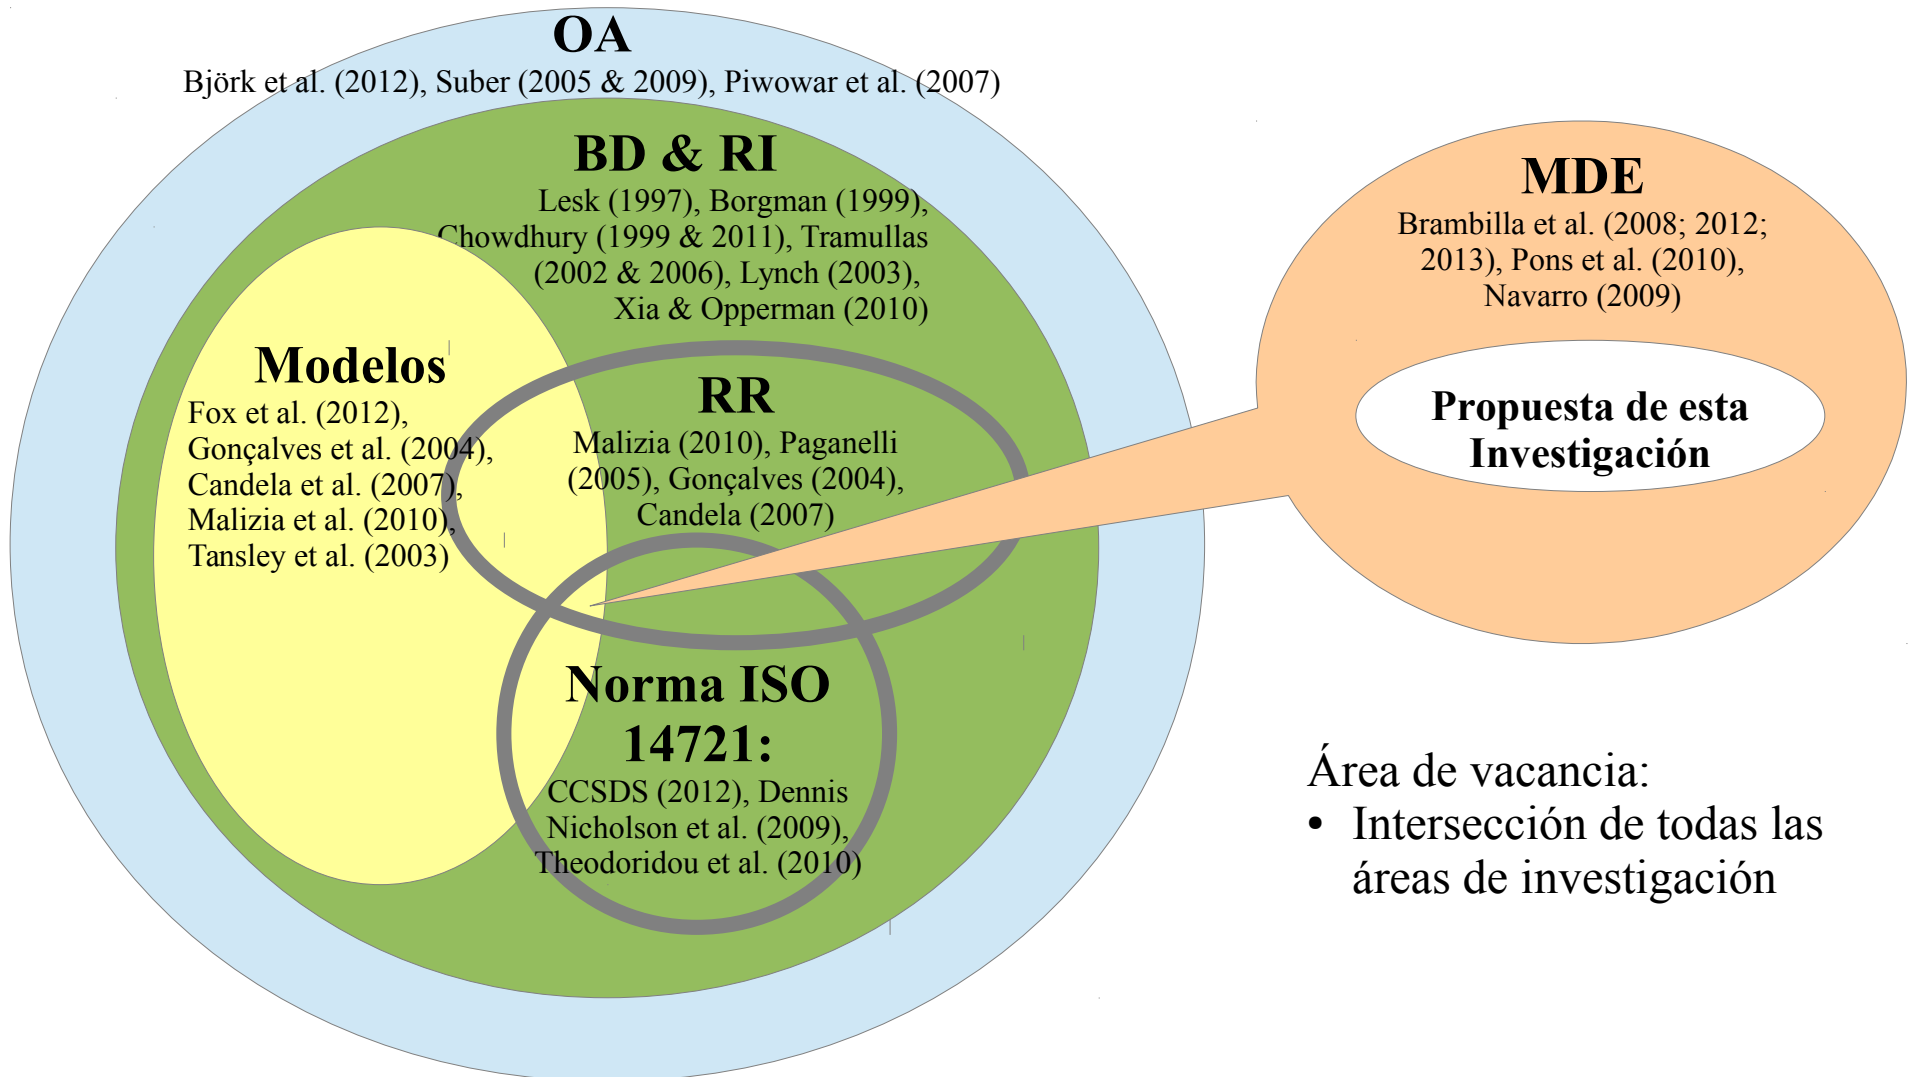 OA
Björk et al. (2012), Suber (2005 & 2009), Piwowar et al. (2007)
BD & RI
Lesk (1997), Borgman (1999),
Chowdhury (1999 & 2011), Tramullas
(2002 & 2006), Lynch (2003),
Xia & Opperman (2010)
Modelos
Fox et al. (2012),
Gonçalves et al. (2004),
Candela et al. (2007),
Malizia et al. (2010),
Tansley et al. (2003)
RR
Malizia (2010), Paganelli
(2005), Gonçalves (2004),
Candela (2007)
Norma ISO
14721:
CCSDS (2012), Dennis
Nicholson et al. (2009),
Theodoridou et al. (2010)
MDE
Brambilla et al. (2008; 2012;
2013), Pons et al. (2010),
Navarro (2009)
Propuesta de esta
Investigación
Área de vacancia:
• Intersección de todas las
áreas de investigación